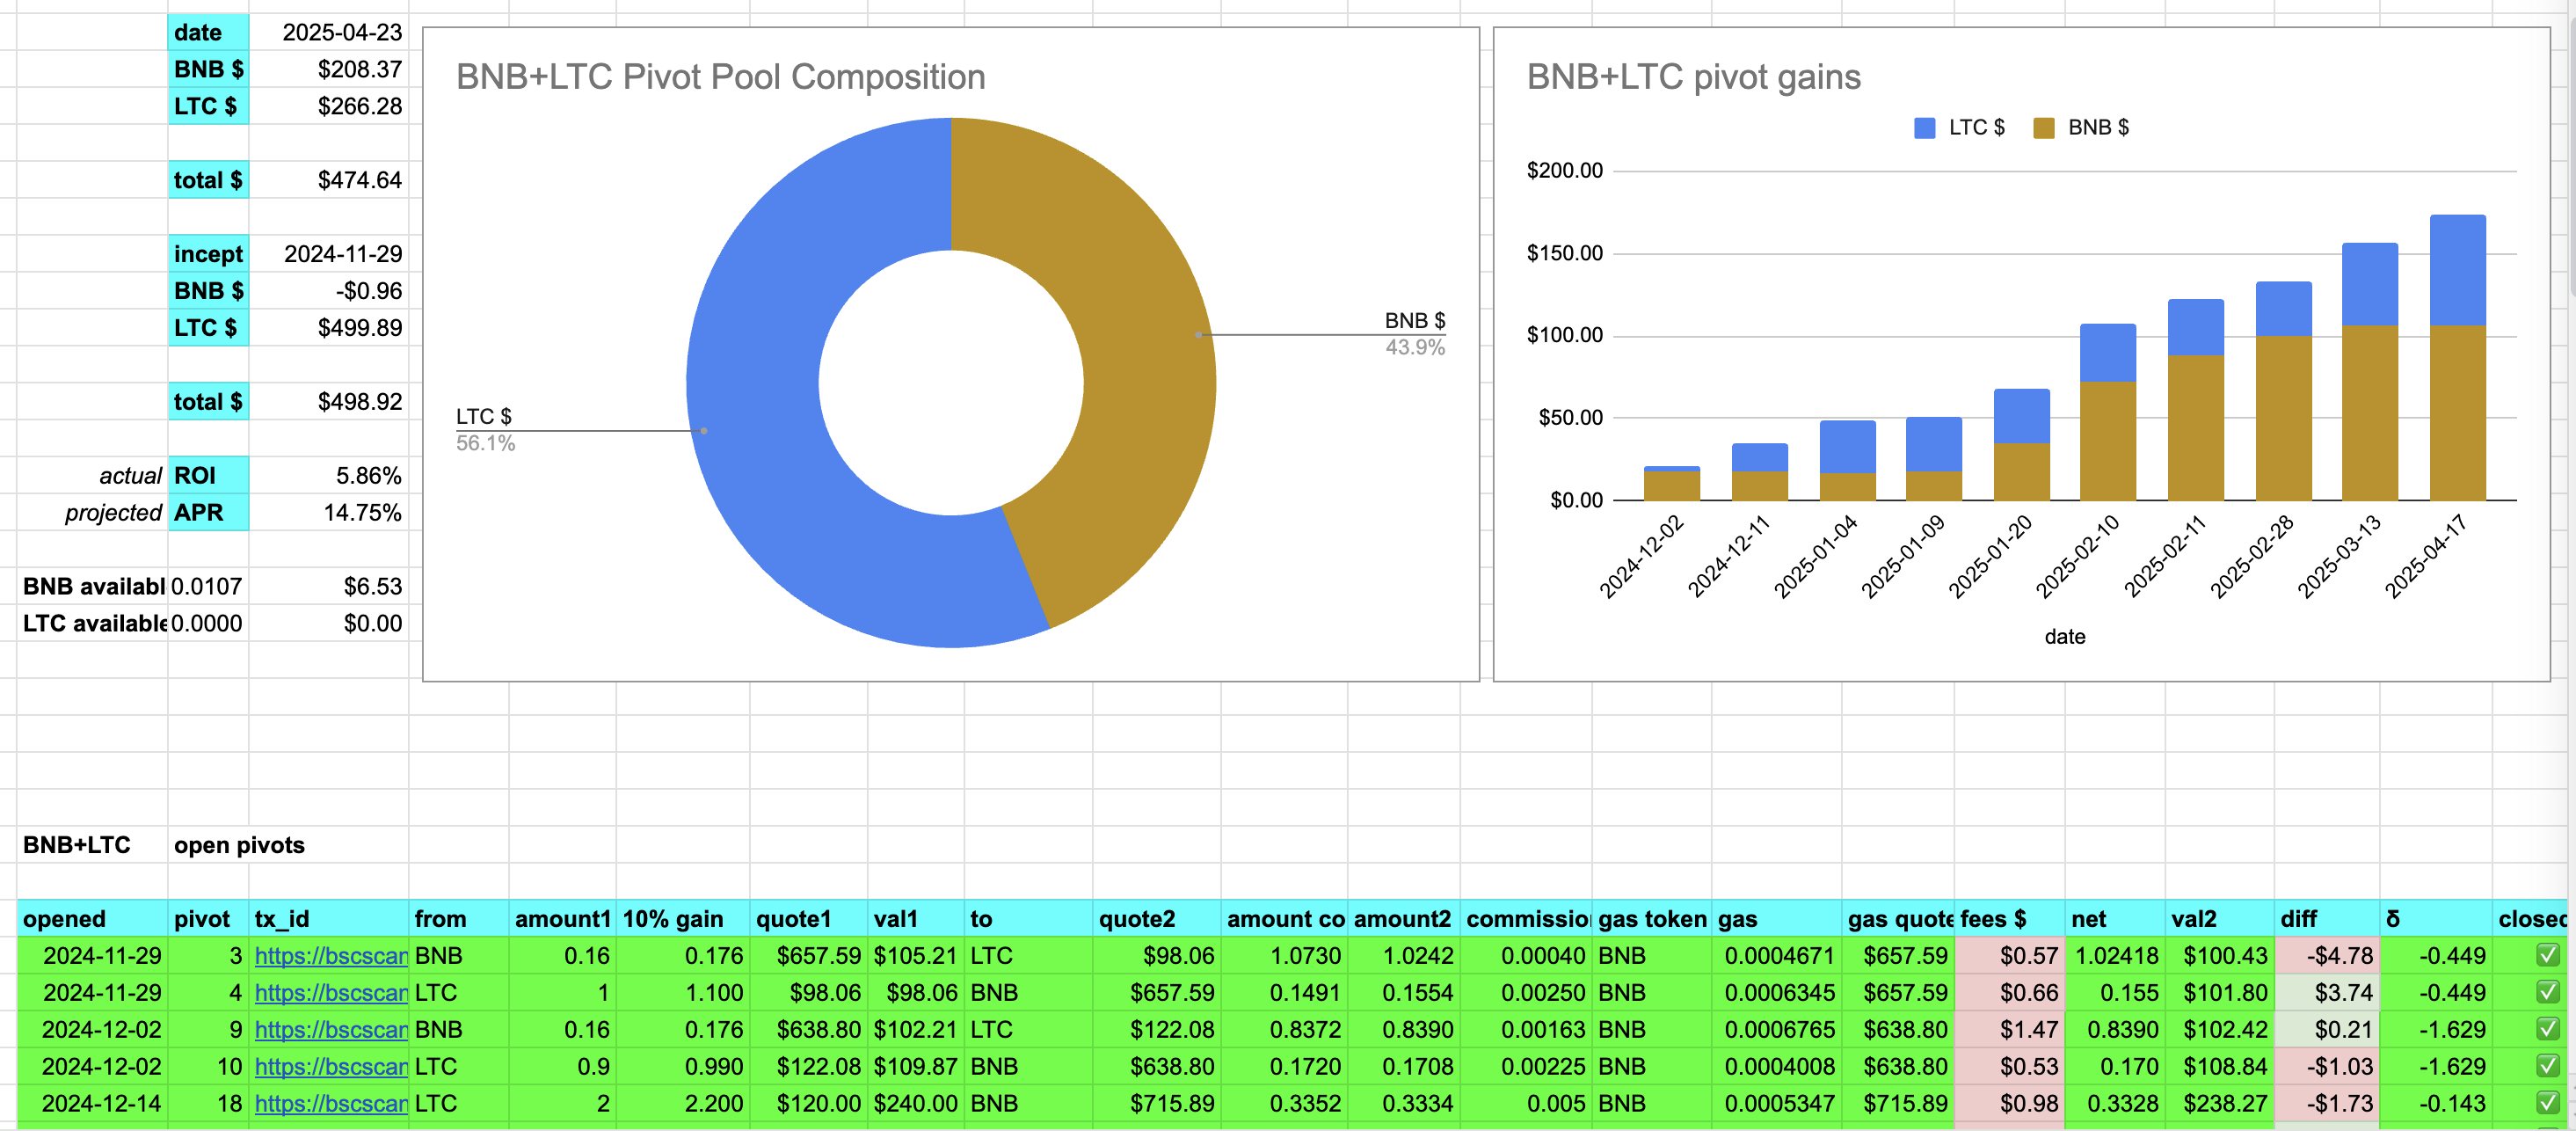 date 2025-04-23
BNB $ $208.37
LTC $ $266.28
total $ $474.64
incept 2024-11-29
BNB $ -$0.96
LTC $ $499.89
total $ $498.92
actual ROI 5.86%
projected APR 14.75%
BNB availabl 0.0107 $6.53
LTC available 0.0000 $0.00
BNB+LTC Pivot Pool Composition
BNB $
43.9%
LTC $
56.1%
BNB+LTC pivot gains
LTC $ BNB $
$200.00
$150.00
$100.00
$50.00
$0.00
2024-12-02 2024-12-11 2025-01-04 2025-01-09 2025-01-20 2025-02-10 2025-02-11 2025-02-28 2025-03-13 2025-04-17
date
BNB+LTC open pivots
opened pivot tx_id from amount1 10% gain quote1 val1 to quote2 amount co amount2 commissio gas token gas gas quote fees $ net val2 diff δ closed
2024-11-29 3 https://bscscan BNB 0.16 0.176 $657.59 $105.21 LTC $98.06 1.0730 1.0242 0.00040 BNB 0.0004671 $657.59 $0.57 1.02418 $100.43 -$4.78 -0.449 ✅
2024-11-29 4 https://bscscan LTC 1 1.100 $98.06 $98.06 BNB $657.59 0.1491 0.1554 0.00250 BNB 0.0006345 $657.59 $0.66 0.155 $101.80 $3.74 -0.449 ✅
2024-12-02 9 https://bscscan BNB 0.16 0.176 $638.80 $102.21 LTC $122.08 0.8372 0.8390 0.00163 BNB 0.0006765 $638.80 $1.47 0.8390 $102.42 $0.21 -1.629 ✅
2024-12-02 10 https://bscscan LTC 0.9 0.990 $122.08 $109.87 BNB $638.80 0.1720 0.1708 0.00225 BNB 0.0004008 $638.80 $0.53 0.170 $108.84 -$1.03 -1.629 ✅
2024-12-14 18 https://bscscan LTC 2 2.200 $120.00 $240.00 BNB $715.89 0.3352 0.3334 0.005 BNB 0.0005347 $715.89 $0.98 0.3328 $238.27 -$1.73 -0.143 ✅